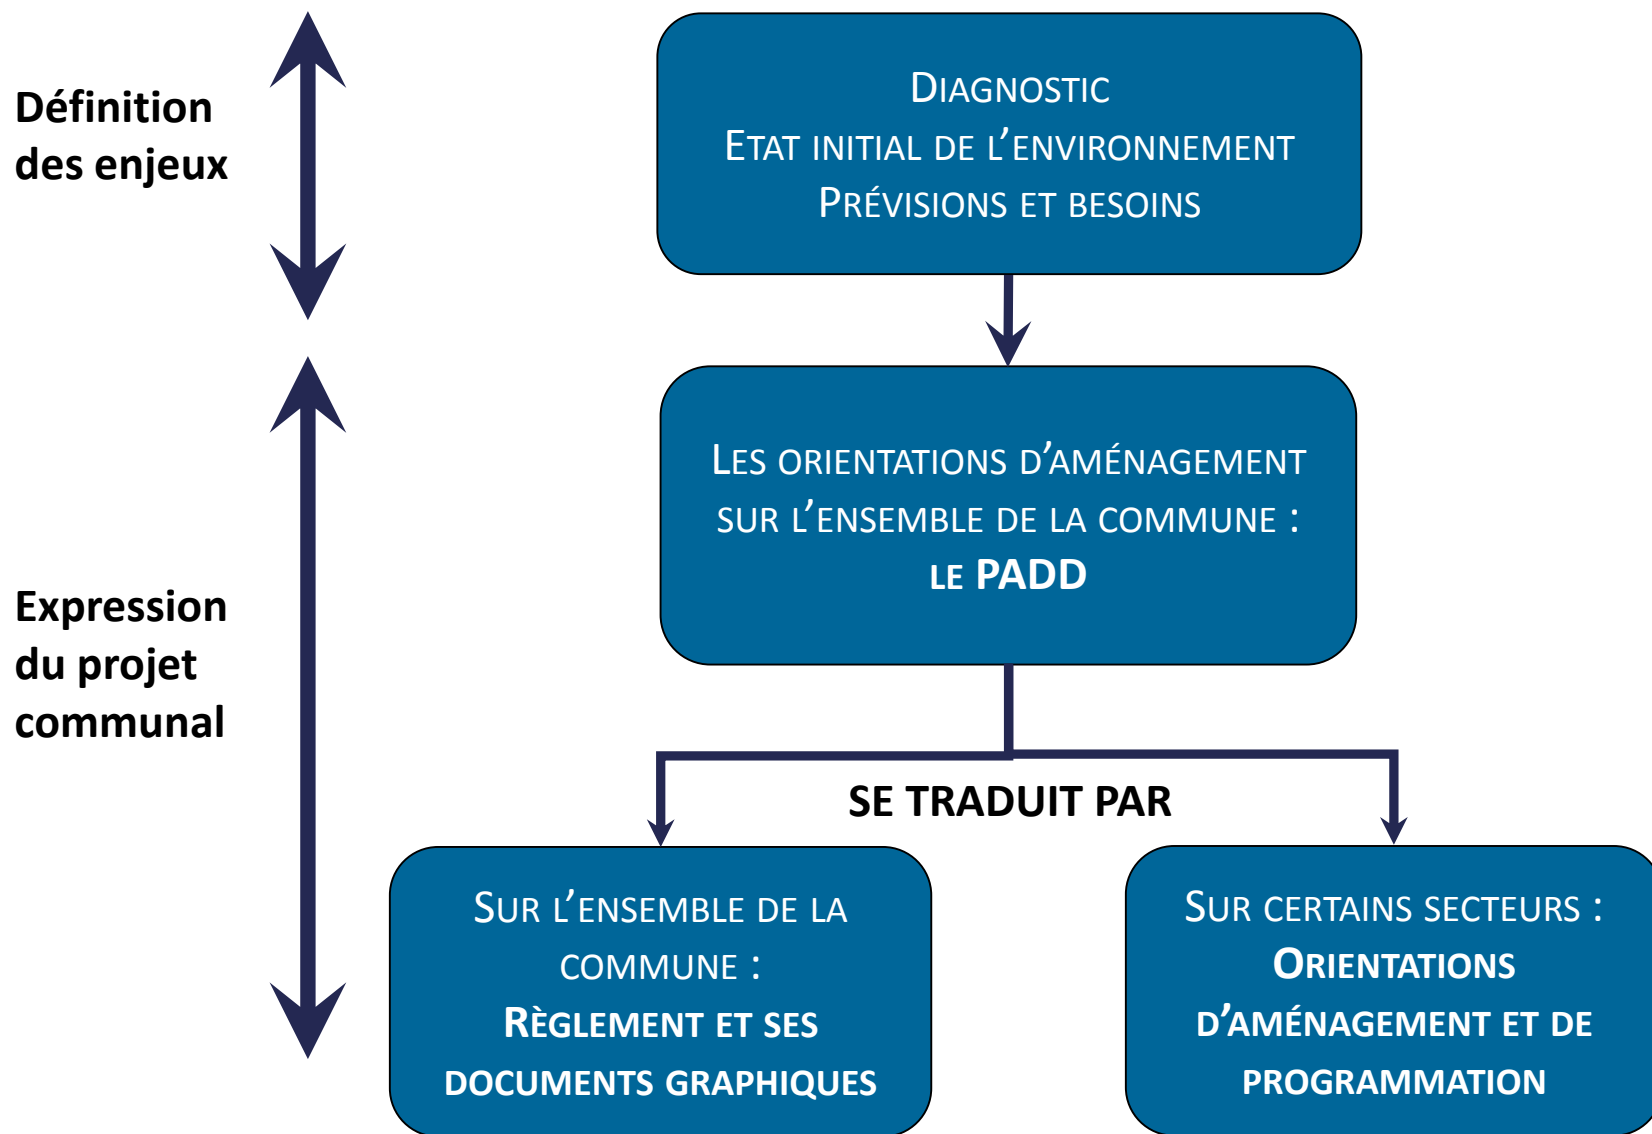 Définition
des enjeux
Diagnostic
Etat initial de l’environnement
Prévisions et besoins
Les orientations d’aménagement
sur l’ensemble de la commune :
le PADD
Expression
du projet
communal
SE TRADUIT PAR
Sur l’ensemble de la
commune :
Règlement et ses
documents graphiques
Sur certains secteurs :
Orientations
d’aménagement et de
programmation